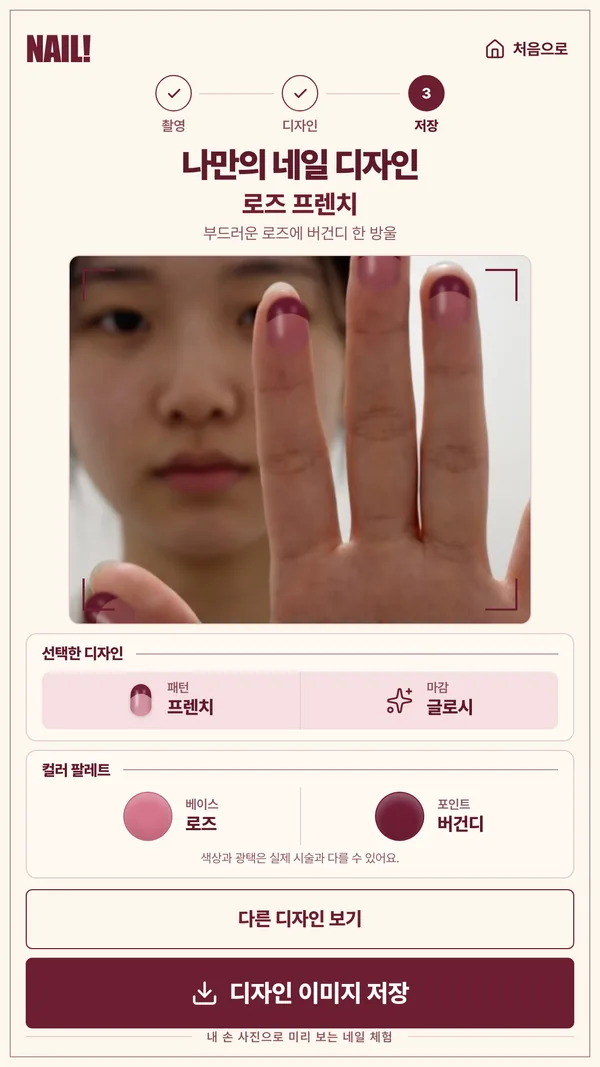 NAIL!
처음으로
3
촬영
디자인
저장
나만의 네일 디자인
로즈 프렌치
부드러운 로즈에 버건디 한 방울
선택한 디자인
패턴
프렌치
마감
글로시
컬러 팔레트
베이스
로즈
포인트
버건디
색상과 광택은 실제 시술과 다를 수 있어요.
다른 디자인 보기
디자인 이미지 저장
내 손 사진으로 미리 보는 네일 체험